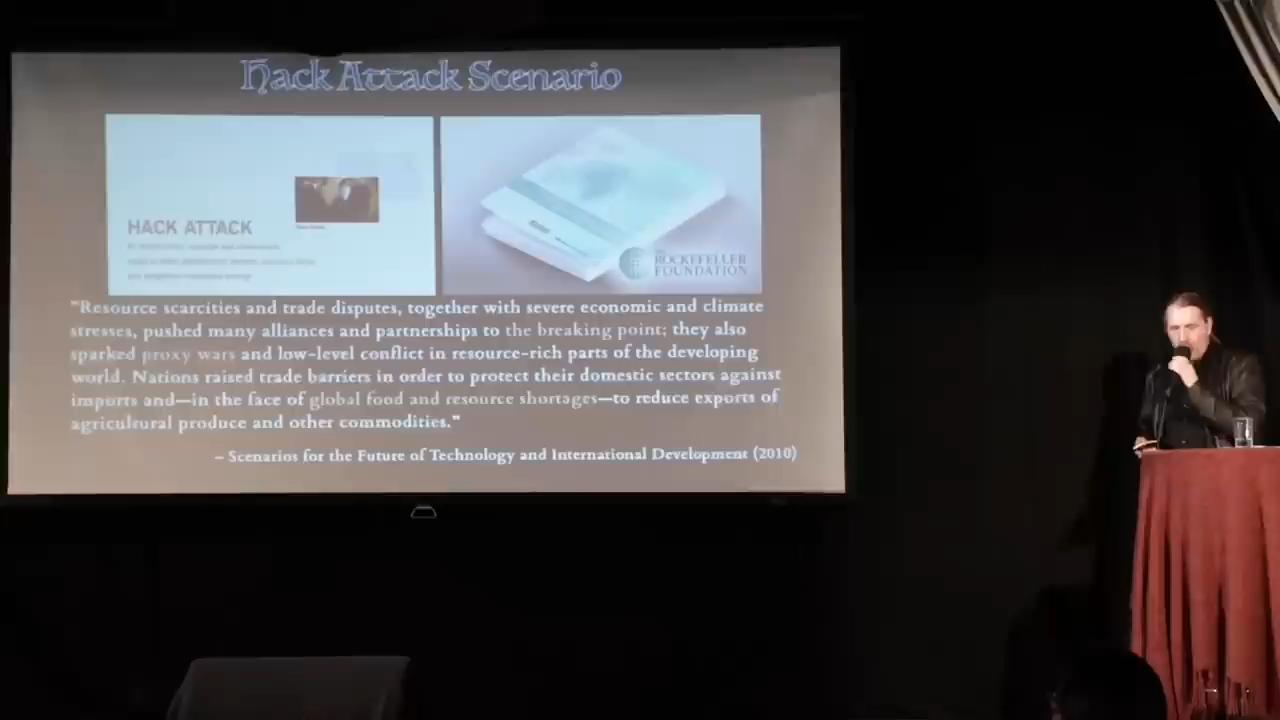 Hack Attack Scenario
HACK ATTACK
ROCKEFELLER
FOUNDATION
"Resource scarcities and trade disputes, together with severe economic and climate
stresses, pushed many alliances and partnerships to the breaking point; they also
sparked proxy wars and low-level conflict in resource-rich parts of the developing
world. Nations raised trade barriers in order to protect their domestic sectors against
imports and—in the face of global food and resource shortages—to reduce exports of
agricultural produce and other commodities."
– Scenarios for the Future of Technology and International Development (2010)